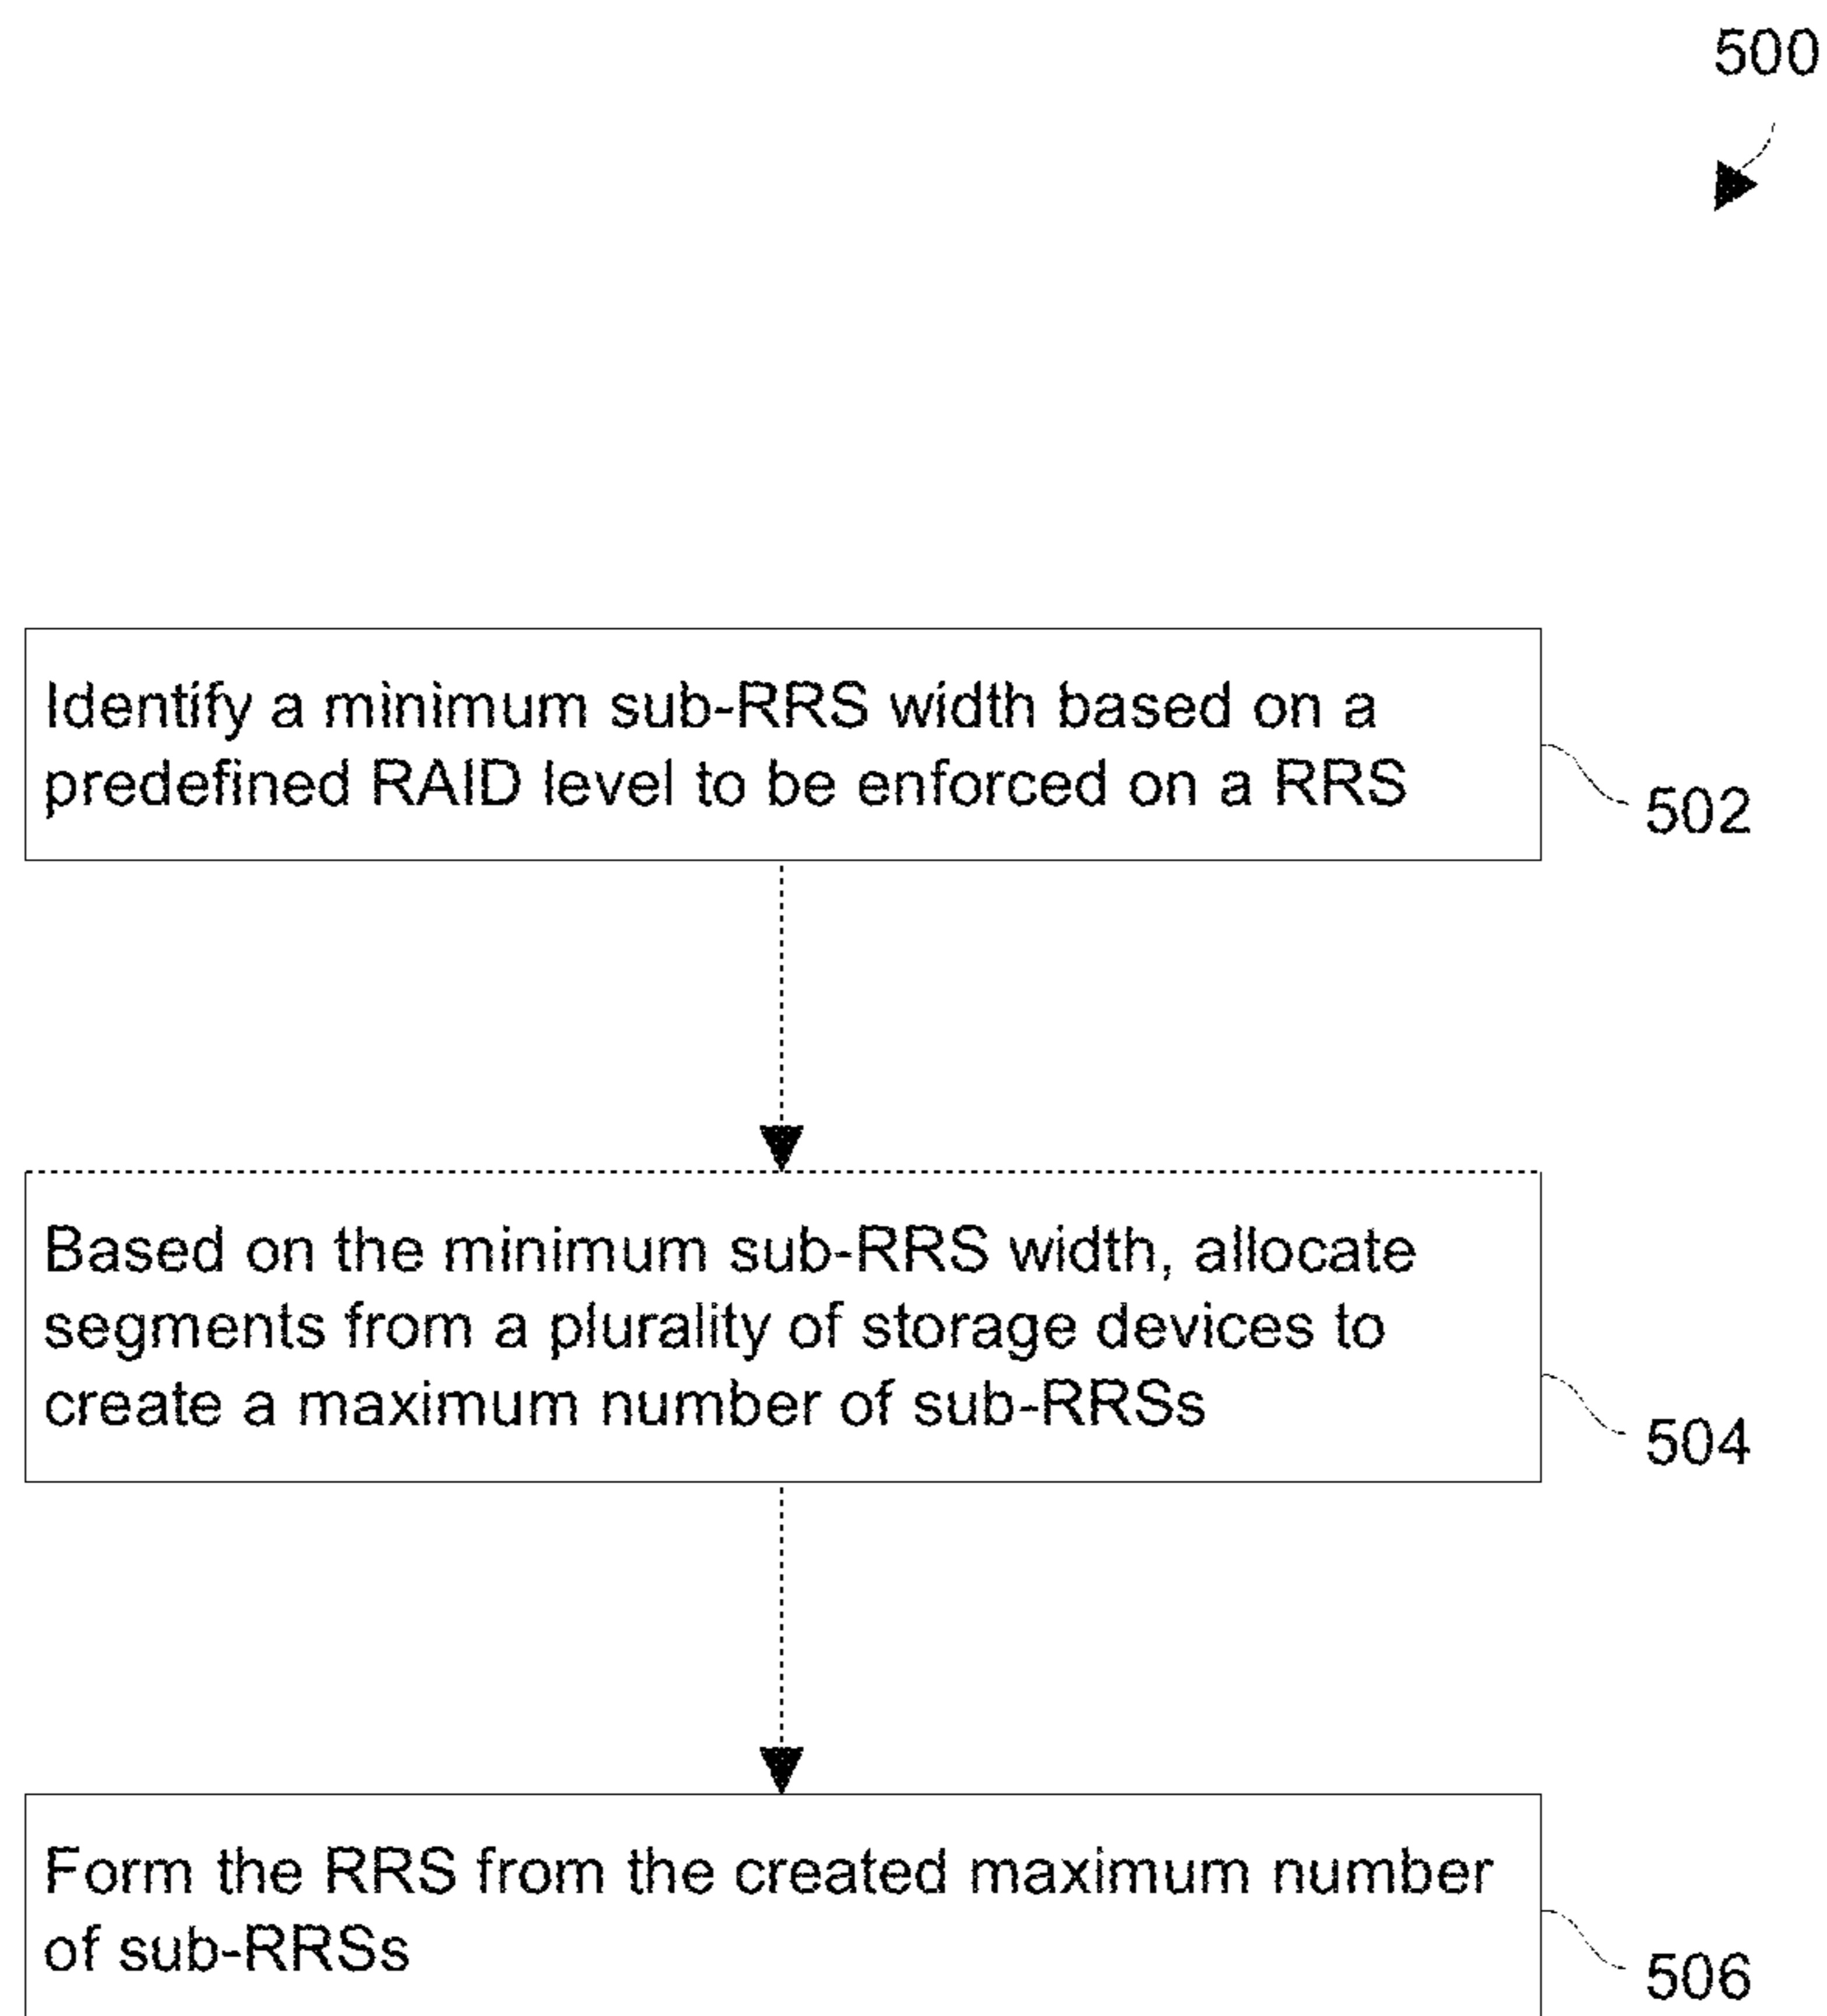 500
Identify a minimum sub-RRS width based on a
predefined RAID level to be enforced on a RRS
502
Based on the minimum sub-RRS width, allocate
segments from a plurality of storage devices to
create a maximum number of sub-RRSs
504
Form the RRS from the created maximum number
of sub-RRSs
506